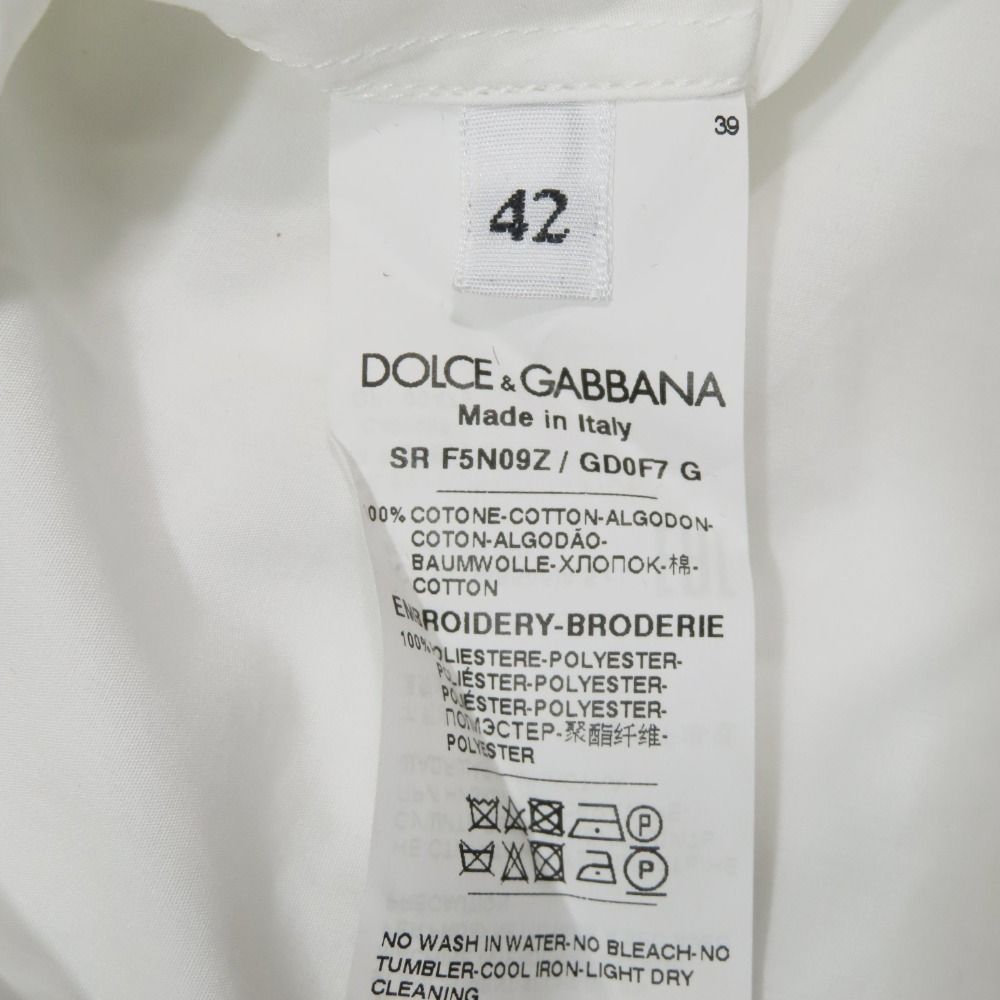 39
42
DOLCE & GABBANA
Made in Italy
SR F5N09Z / GD0F7 G
00% COTONE-COTTON-ALGODON-
COTON-ALGODÃO-
BAUMWOLLE-ХЛОПОК-棉-
COTTON
EMBROIDERY-BRODERIE
100% POLIESTERE-POLYESTER-
POLIÉSTER-POLYESTER-
POLIÉSTER-POLYESTER-
ПОЛИЭСТЕР-聚酯纤维-
POLYESTER
P
P
NO WASH IN WATER-NO BLEACH-NO
TUMBLER-COOL IRON-LIGHT DRY
CLEANING